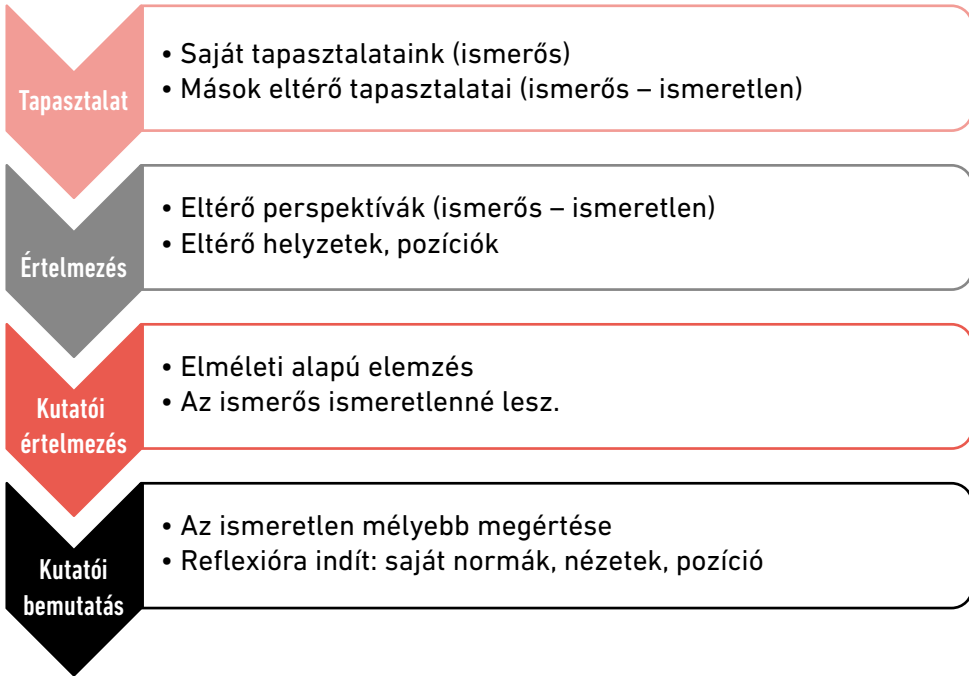 Tapasztalat
• Saját tapasztalataink (ismerős)
• Mások eltérő tapasztalatai (ismerős – ismeretlen)
Értelmezés
• Eltérő perspektívák (ismerős – ismeretlen)
• Eltérő helyzetek, pozíciók
Kutatói
értelmezés
• Elméleti alapú elemzés
• Az ismerős ismeretlenné lesz.
Kutatói
bemutatás
• Az ismeretlen mélyebb megértése
• Reflexióra indít: saját normák, nézetek, pozíció